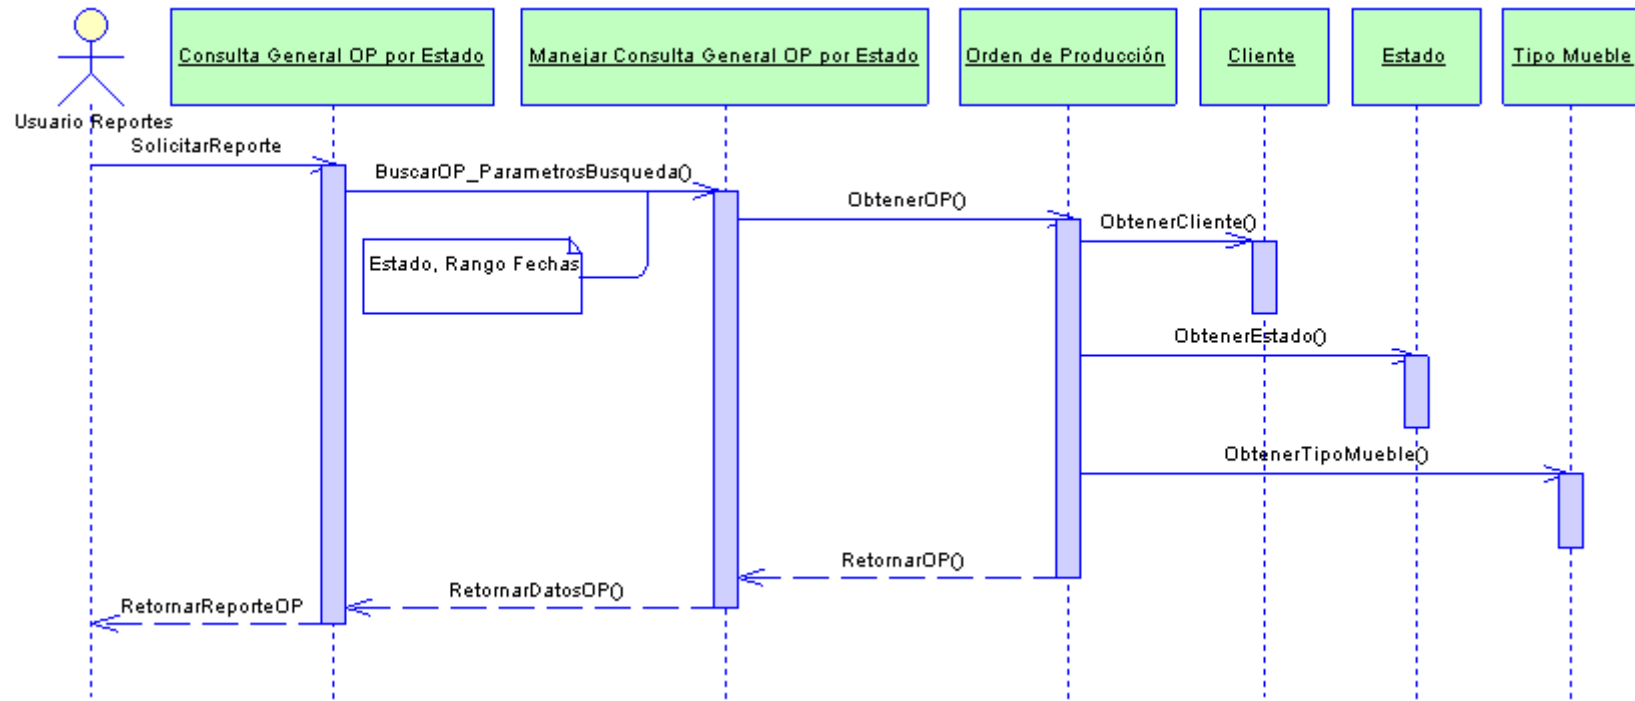 Consulta General OP por Estado
Manejar Consulta General OP por Estado
Orden de Producción
Cliente
Estado
Tipo Mueble
Usuario Reportes
SolicitarReporte
BuscarOP_ParametrosBusqueda()
ObtenerOP()
ObtenerCliente()
Estado, Rango Fechas
ObtenerEstado()
ObtenerTipoMueble()
RetornarOP()
RetornarDatosOP()
RetornarReporteOP